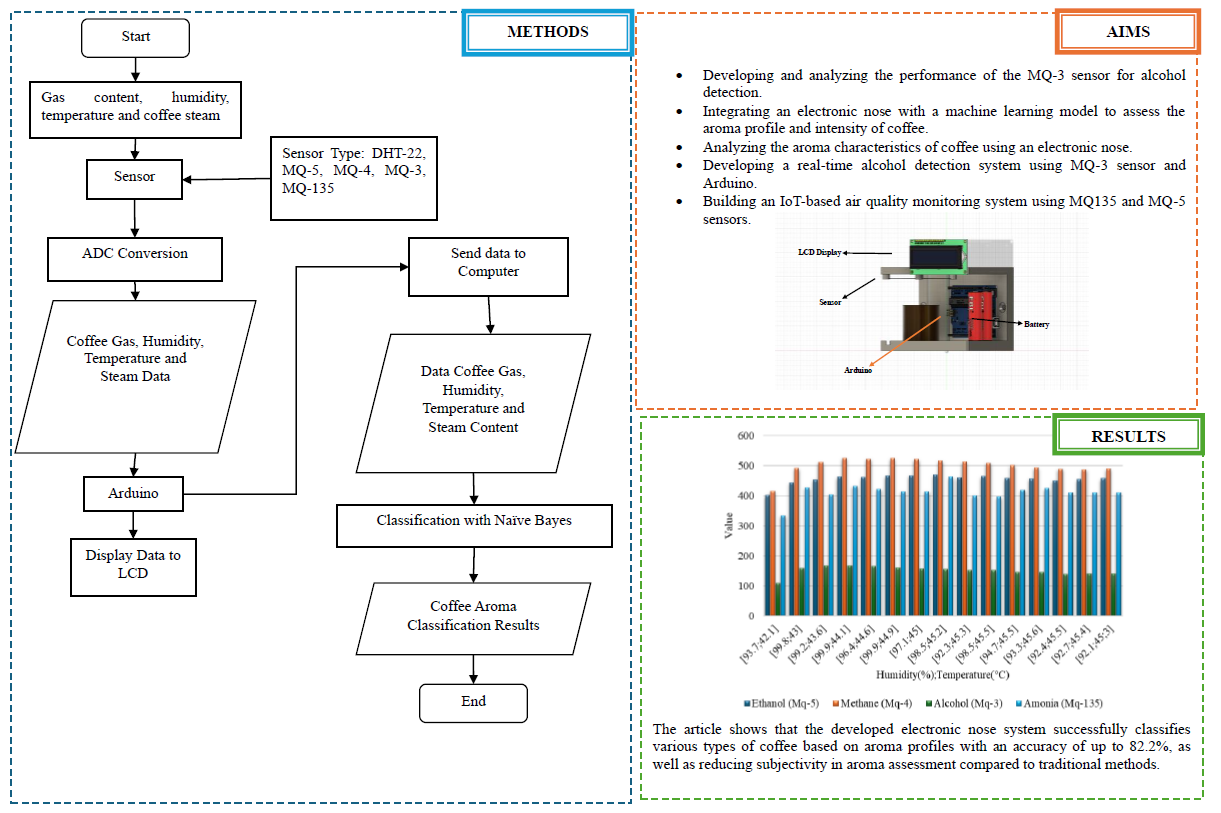 METHODS
Start
Gas content, humidity,
temperature and coffee steam
Sensor
Sensor Type: DHT-22,
MQ-5, MQ-4, MQ-3,
MQ-135
ADC Conversion
Coffee Gas, Humidity,
Temperature and
Steam Data
Arduino
Display Data to
LCD
Send data to
Computer
Data Coffee Gas,
Humidity,
Temperature and
Steam Content
Classification with Naïve Bayes
Coffee Aroma
Classification Results
End
AIMS
• Developing and analyzing the performance of the MQ-3 sensor for alcohol
detection.
• Integrating an electronic nose with a machine learning model to assess the
aroma profile and intensity of coffee.
• Analyzing the aroma characteristics of coffee using an electronic nose.
• Developing a real-time alcohol detection system using MQ-3 sensor and
Arduino.
• Building an IoT-based air quality monitoring system using MQ135 and MQ-5
sensors.
LCD Display
Sensor
Battery
Arduino
RESULTS
600
500
400
300
200
100
0
Value
[93.7;42.1]
[99.8;43]
[99.2;43.6]
[99.9;44.1]
[96.4;44.6]
[99.9;44.9]
[97.1;45]
[98.5;45.2]
[92.3;45.3]
[98.5;45.5]
[94.7;45.5]
[93.3;45.6]
[92.4;45.5]
[92.7;45.4]
[92.1;45;3]
Humidity(%);Temperature(°C)
Ethanol (Mq-5) Methane (Mq-4) Alcohol (Mq-3) Amonia (Mq-135)
The article shows that the developed electronic nose system successfully classifies
various types of coffee based on aroma profiles with an accuracy of up to 82.2%, as
well as reducing subjectivity in aroma assessment compared to traditional methods.